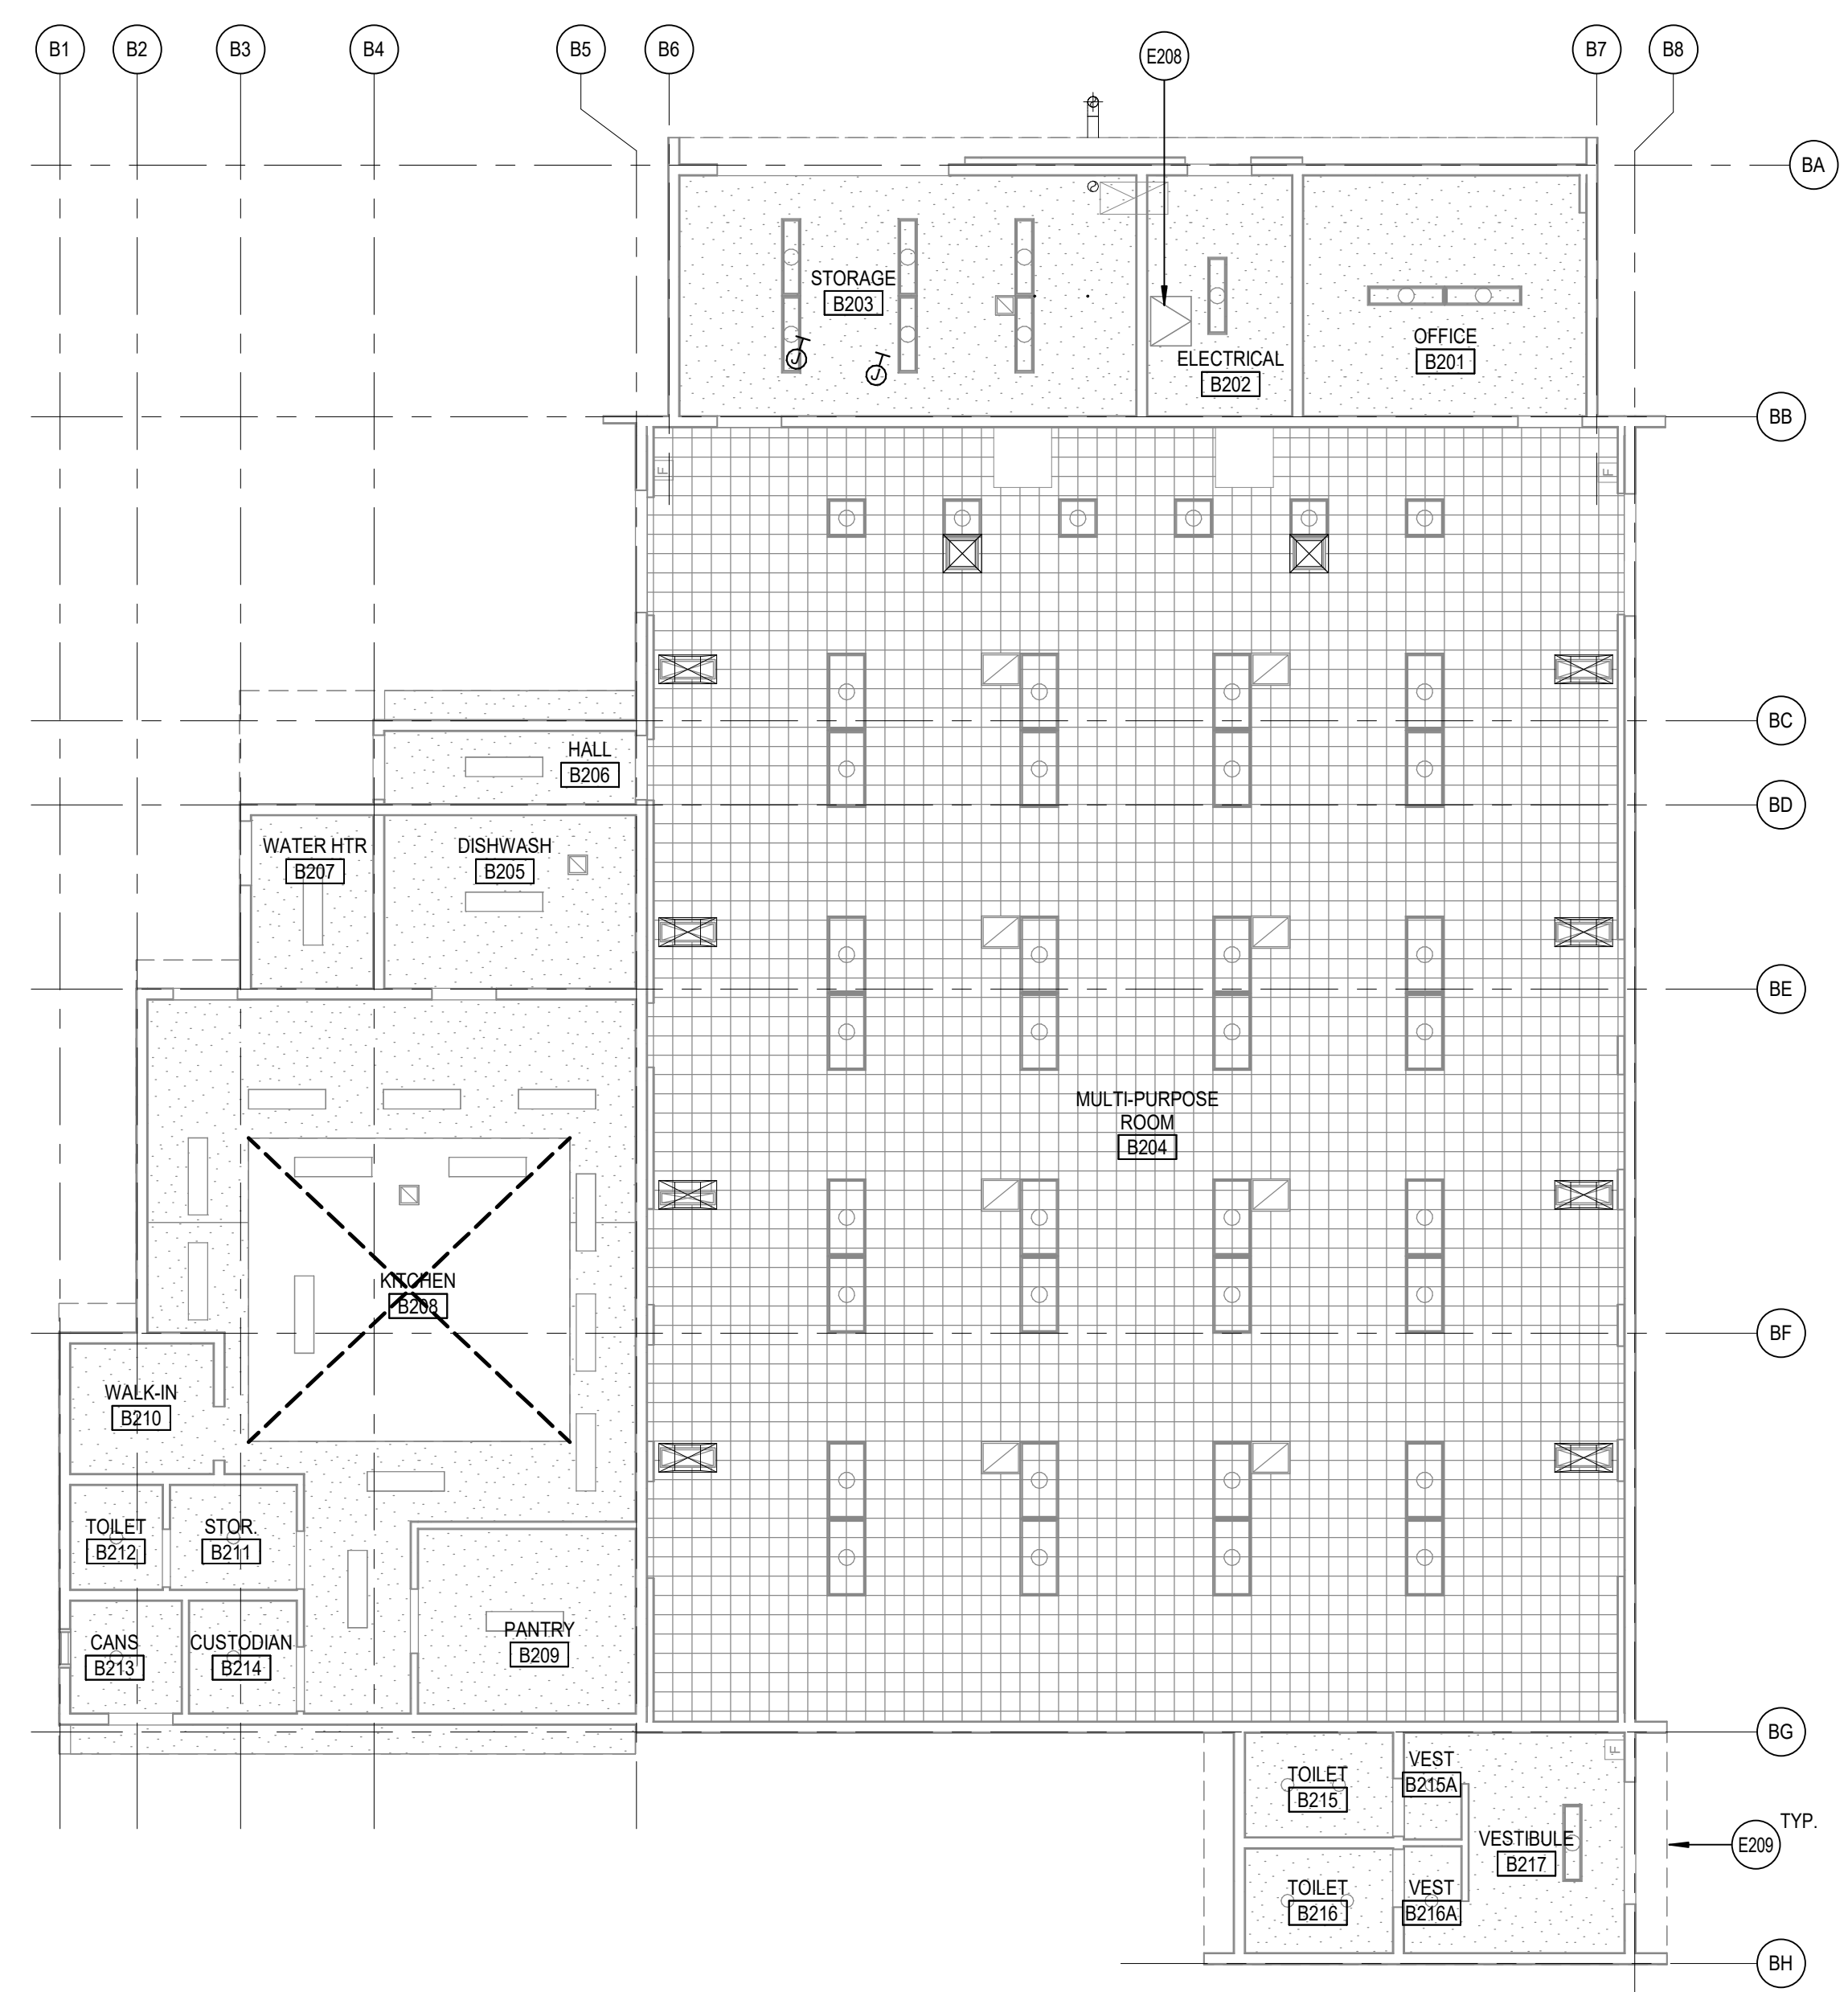 B1
B2
B3
B4
B5
B6
E208
B7
B8
BA
STORAGE
B203
OFFICE
B201
ELECTRICAL
B202
BB
F
F
BC
HALL
B206
BD
WATER HTR
B207
DISHWASH
B205
BE
MULTI-PURPOSE
ROOM
B204
KITCHEN
B208
BF
WALK-IN
B210
TOILET
B212
STOR.
B211
PANTRY
B209
CANS
B213
CUSTODIAN
B214
BG
F
TOILET
B215
VEST
B215A
TYP.
E209
VESTIBULE
B217
TOILET
B216
VEST
B216A
BH
J
J